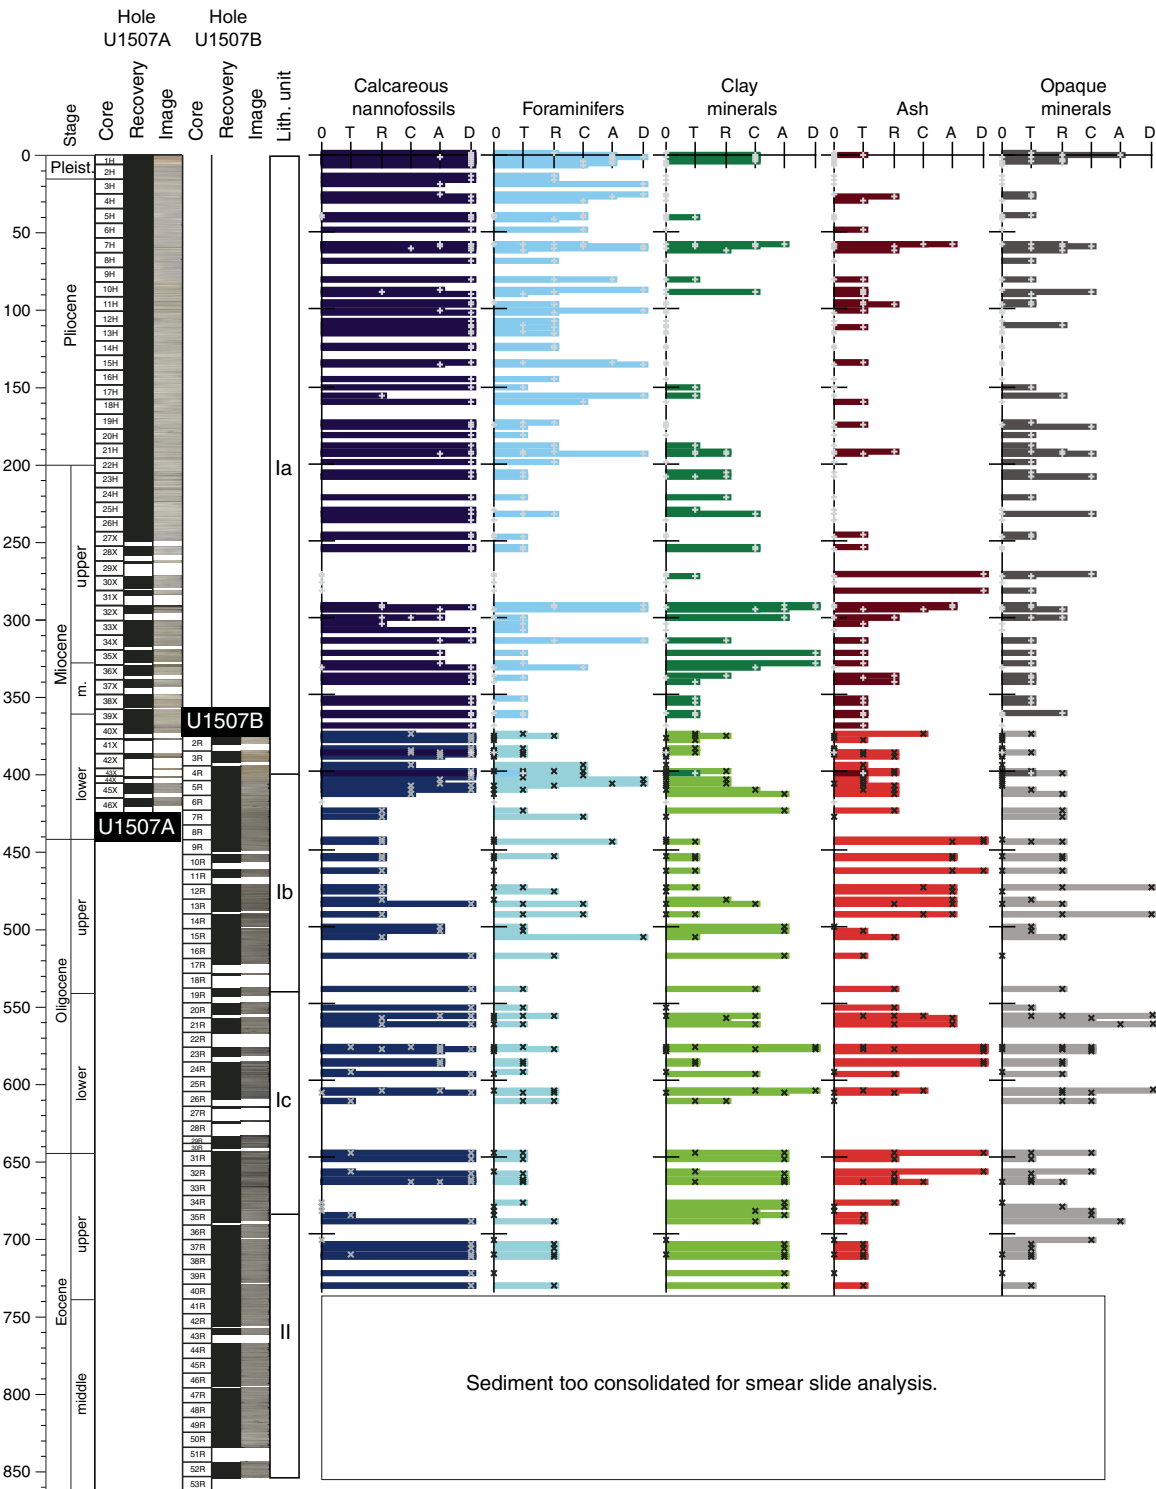 Hole
U1507A
Hole
U1507B
Stage
Core
Recovery
Image
Core
Recovery
Image
Lith. unit
Calcareous
nannofossils
Foraminifers
Clay
minerals
Ash
Opaque
minerals
0 T R C A D
0 T R C A D
0 T R C A D
0 T R C A D
0 T R C A D
0
50
100
150
200
250
300
350
400
450
500
550
600
650
700
750
800
850
Pleist.
Pliocene
Miocene
upper
m.
lower
Oligocene
upper
lower
Eocene
upper
middle
1H
2H
3H
4H
5H
6H
7H
8H
9H
10H
11H
12H
13H
14H
15H
16H
17H
18H
19H
20H
21H
22H
23H
24H
25H
26H
27X
28X
29X
30X
31X
32X
33X
34X
35X
36X
37X
38X
39X
40X
41X
42X
43X
44X
45X
46X
U1507A
U1507B
2R
3R
4R
5R
6R
7R
8R
9R
10R
11R
12R
13R
14R
15R
16R
17R
18R
19R
20R
21R
22R
23R
24R
25R
26R
27R
28R
29R
30R
31R
32R
33R
34R
35R
36R
37R
38R
39R
40R
41R
42R
43R
44R
45R
46R
47R
48R
49R
50R
51R
52R
53R
Ia
Ib
Ic
II
Sediment too consolidated for smear slide analysis.